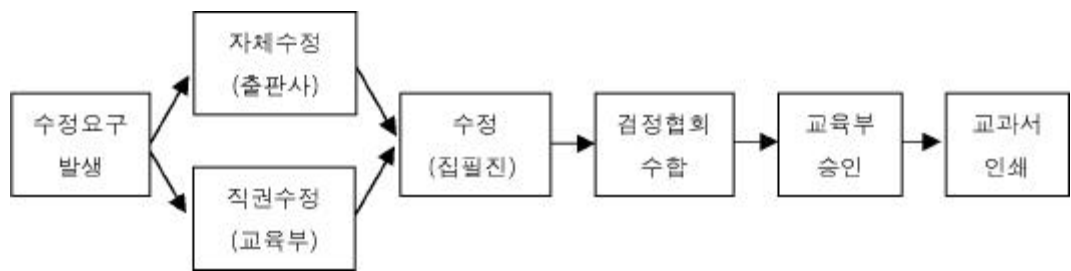 수정요구
발생
자체수정
(출판사)
직권수정
(교육부)
수정
(집필진)
검정협회
수합
교육부
승인
교과서
인쇄